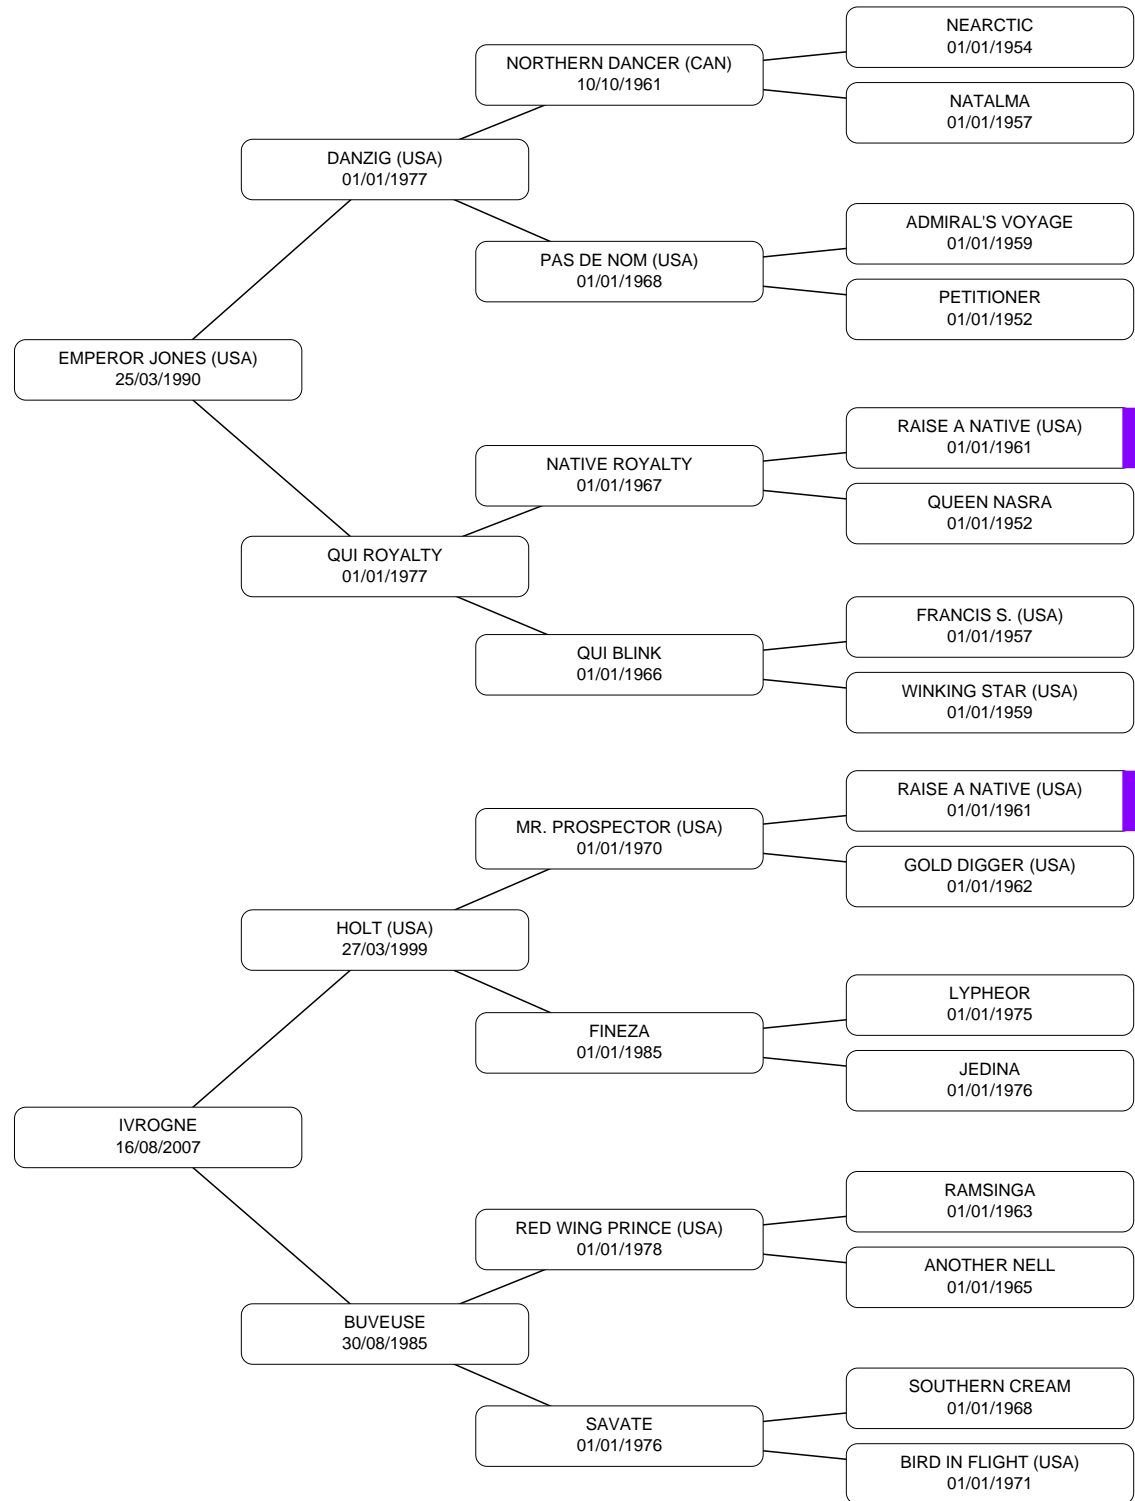 NEARCTIC
01/01/1954
NORTHERN DANCER (CAN)
10/10/1961
NATALMA
01/01/1957
DANZIG (USA)
01/01/1977
ADMIRAL'S VOYAGE
01/01/1959
PAS DE NOM (USA)
01/01/1968
PETITIONER
01/01/1952
EMPEROR JONES (USA)
25/03/1990
RAISE A NATIVE (USA)
01/01/1961
NATIVE ROYALTY
01/01/1967
QUEEN NASRA
01/01/1952
QUI ROYALTY
01/01/1977
FRANCIS S. (USA)
01/01/1957
QUI BLINK
01/01/1966
WINKING STAR (USA)
01/01/1959
RAISE A NATIVE (USA)
01/01/1961
MR. PROSPECTOR (USA)
01/01/1970
GOLD DIGGER (USA)
01/01/1962
HOLT (USA)
27/03/1999
LYPHEOR
01/01/1975
FINEZA
01/01/1985
JEDINA
01/01/1976
IVROGNE
16/08/2007
RAMSINGA
01/01/1963
RED WING PRINCE (USA)
01/01/1978
ANOTHER NELL
01/01/1965
BUVEUSE
30/08/1985
SOUTHERN CREAM
01/01/1968
SAVATE
01/01/1976
BIRD IN FLIGHT (USA)
01/01/1971